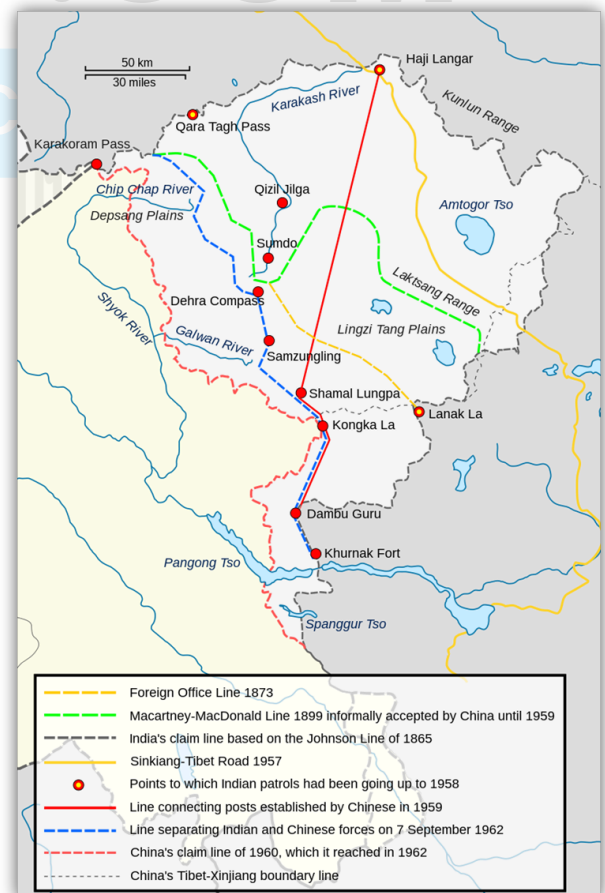 50 km
30 miles
Haji Langar
Karakash River
Kunlun Range
Qara Tagh Pass
Karakoram Pass
Chip Chap River
Qizil Jilga
Depsang Plains
Amtogor Tso
Sumdo
Laktsang Range
Dehra Compass
Shyok River
Galwan River
Lingzi Tang Plains
Samzungling
Shamal Lungpa
Lanak La
Kongka La
Dambu Guru
Khurnak Fort
Pangong Tso
Spanggur Tso
Foreign Office Line 1873
Macartney-MacDonald Line 1899 informally accepted by China until 1959
India's claim line based on the Johnson Line of 1865
Sinkiang-Tibet Road 1957
Points to which Indian patrols had been going up to 1958
Line connecting posts established by Chinese in 1959
Line separating Indian and Chinese forces on 7 September 1962
China's claim line of 1960, which it reached in 1962
China's Tibet-Xinjiang boundary line